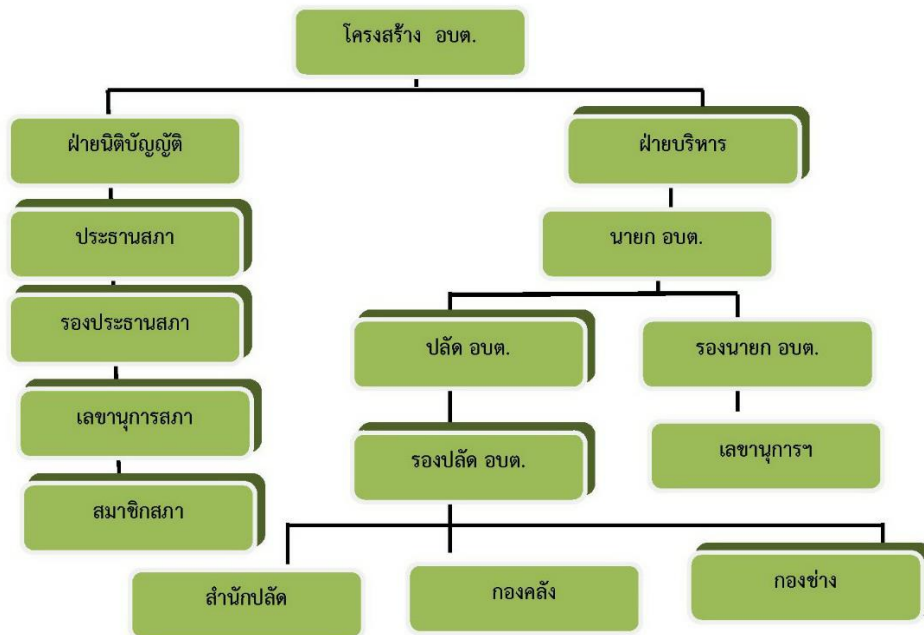 โครงสร้าง อบต.
ฝ่ายนิติบัญญัติ
ฝ่ายบริหาร
ประธานสภา
นายก อบต.
รองประธานสภา
ปลัด อบต.
รองนายก อบต.
เลขานุการสภา
รองปลัด อบต.
เลขานุการฯ
สมาชิกสภา
สำนักปลัด
กองคลัง
กองช่าง